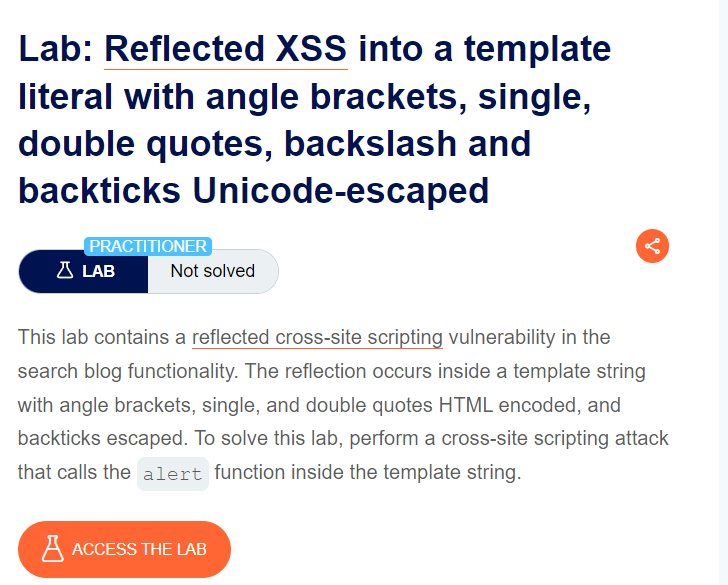 Lab: Reflected XSS into a template
literal with angle brackets, single,
double quotes, backslash and
backticks Unicode-escaped
PRACTITIONER
LAB Not solved
This lab contains a reflected cross-site scripting vulnerability in the
search blog functionality. The reflection occurs inside a template string
with angle brackets, single, and double quotes HTML encoded, and
backticks escaped. To solve this lab, perform a cross-site scripting attack
that calls the alert function inside the template string.
ACCESS THE LAB